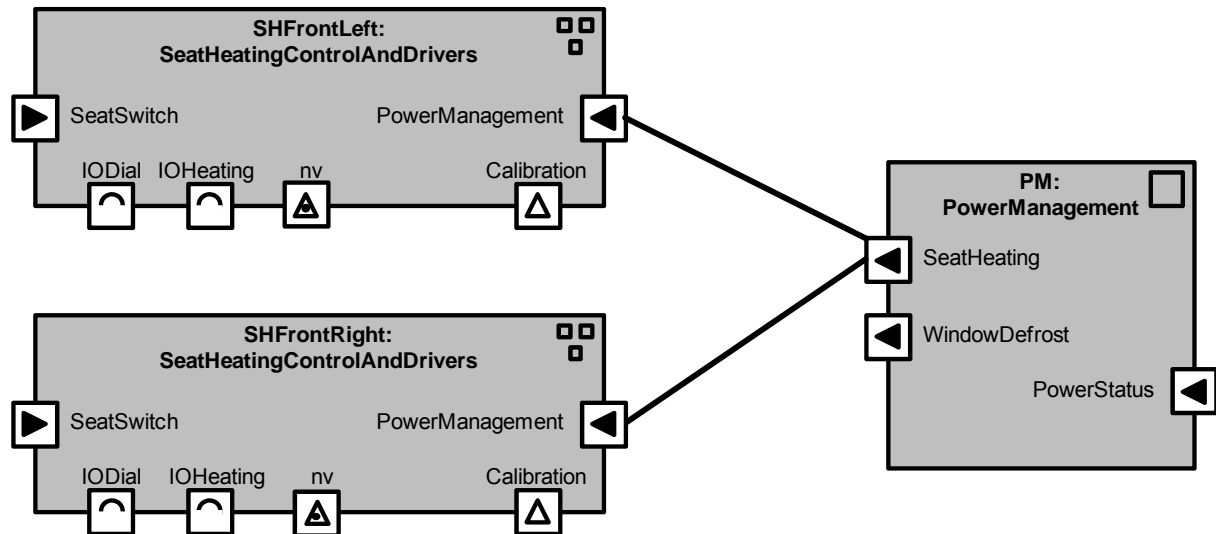 SHFrontLeft:
SeatHeatingControlAndDrivers
SeatSwitch
PowerManagement
IODial
IOHeating
nv
Calibration
PM:
PowerManagement
SeatHeating
WindowDefrost
PowerStatus
SHFrontRight:
SeatHeatingControlAndDrivers
SeatSwitch
PowerManagement
IODial
IOHeating
nv
Calibration